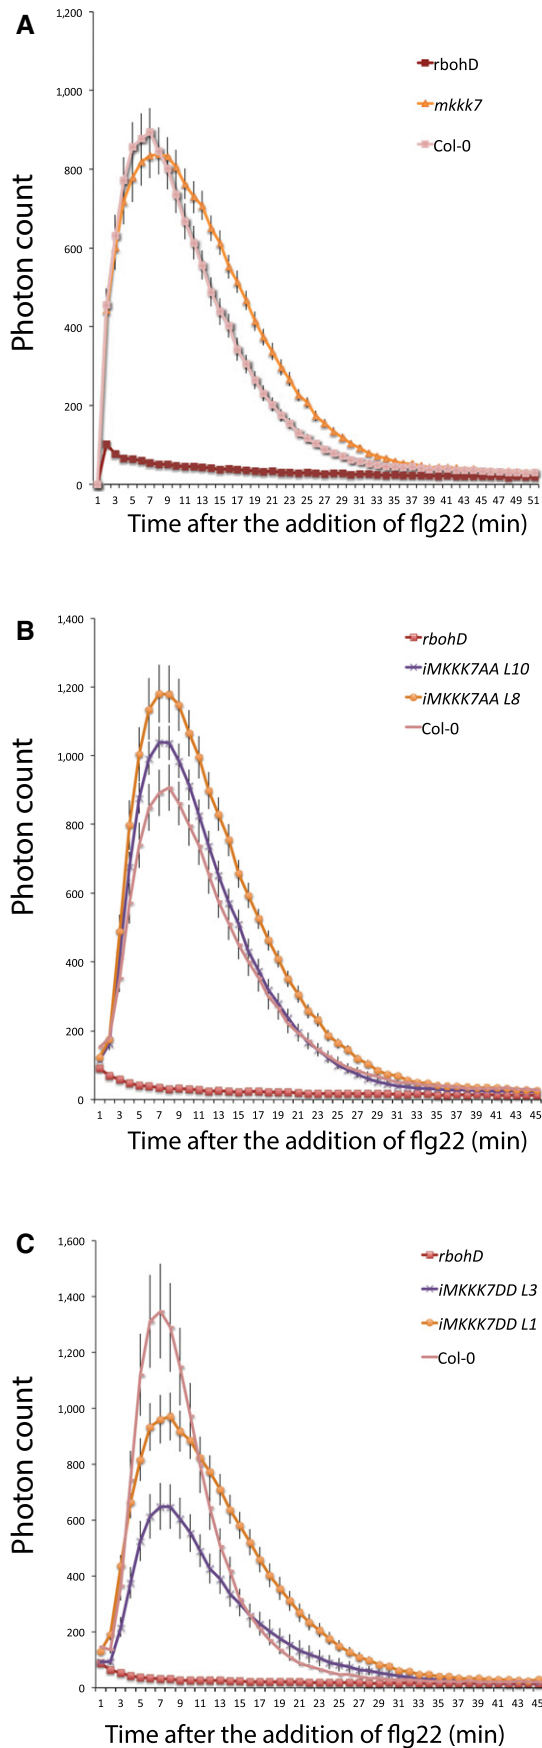 A
1,200
1,000
800
600
400
200
0
Photon count
rbohD
mkkk7
Col-0
1 3 5 7 9 11 13 15 17 19 21 23 25 27 29 31 33 35 37 39 41 43 45 47 49 51
Time after the addition of flg22 (min)
B
1,400
1,200
1,000
800
600
400
200
0
Photon count
rbohD
iMKKK7AA L10
iMKKK7AA L8
Col-0
1 3 5 7 9 11 13 15 17 19 21 23 25 27 29 31 33 35 37 39 41 43 45
Time after the addition of flg22 (min)
C
1,600
1,400
1,200
1,000
800
600
400
200
0
Photon count
rbohD
iMKKK7DD L3
iMKKK7DD L1
Col-0
1 3 5 7 9 11 13 15 17 19 21 23 25 27 29 31 33 35 37 39 41 43 45
Time after the addition of flg22 (min)